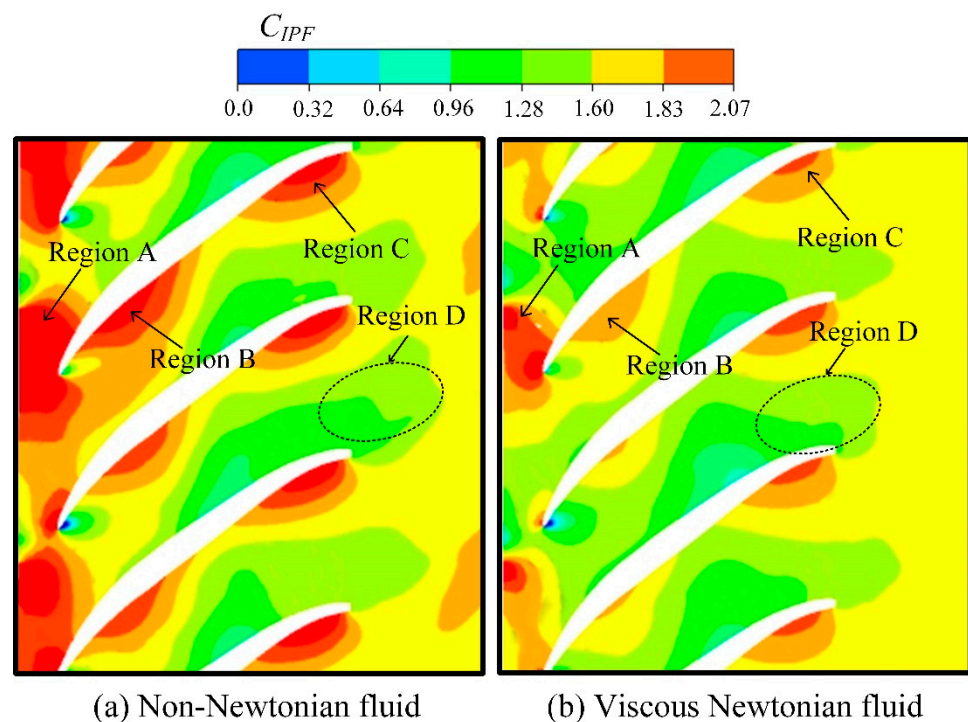 C_IPF
0.0 0.32 0.64 0.96 1.28 1.60 1.83 2.07
Region A
Region B
Region C
Region D
Region A
Region B
Region C
Region D
(a) Non-Newtonian fluid
(b) Viscous Newtonian fluid